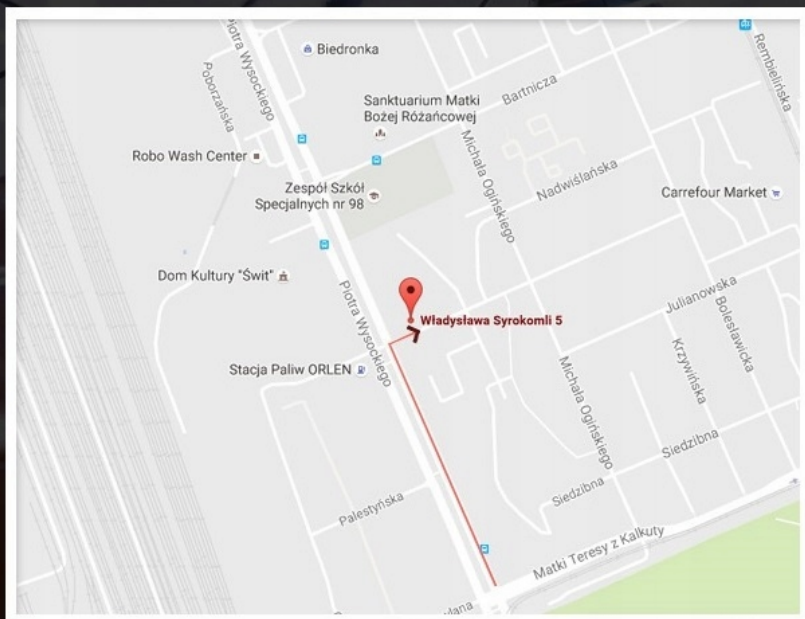 Piotra Wysockiego
Biedronka
Rembielińska
Poborzańska
Sanktuarium Matki
Bożej Różańcowej
Bartnicza
Robo Wash Center
Michała Ogińskiego
Zespół Szkół
Specjalnych nr 98
Nadwiślańska
Carrefour Market
Dom Kultury "Świt"
Piotra Wysockiego
Władysława Syrokomli 5
Julianowska
Bolesławicka
Stacja Paliw ORLEN
Krzywińska
Michała Ogińskiego
Siedzibna
Siedzibna
Palestyńska
Matki Teresy z Kalkuty